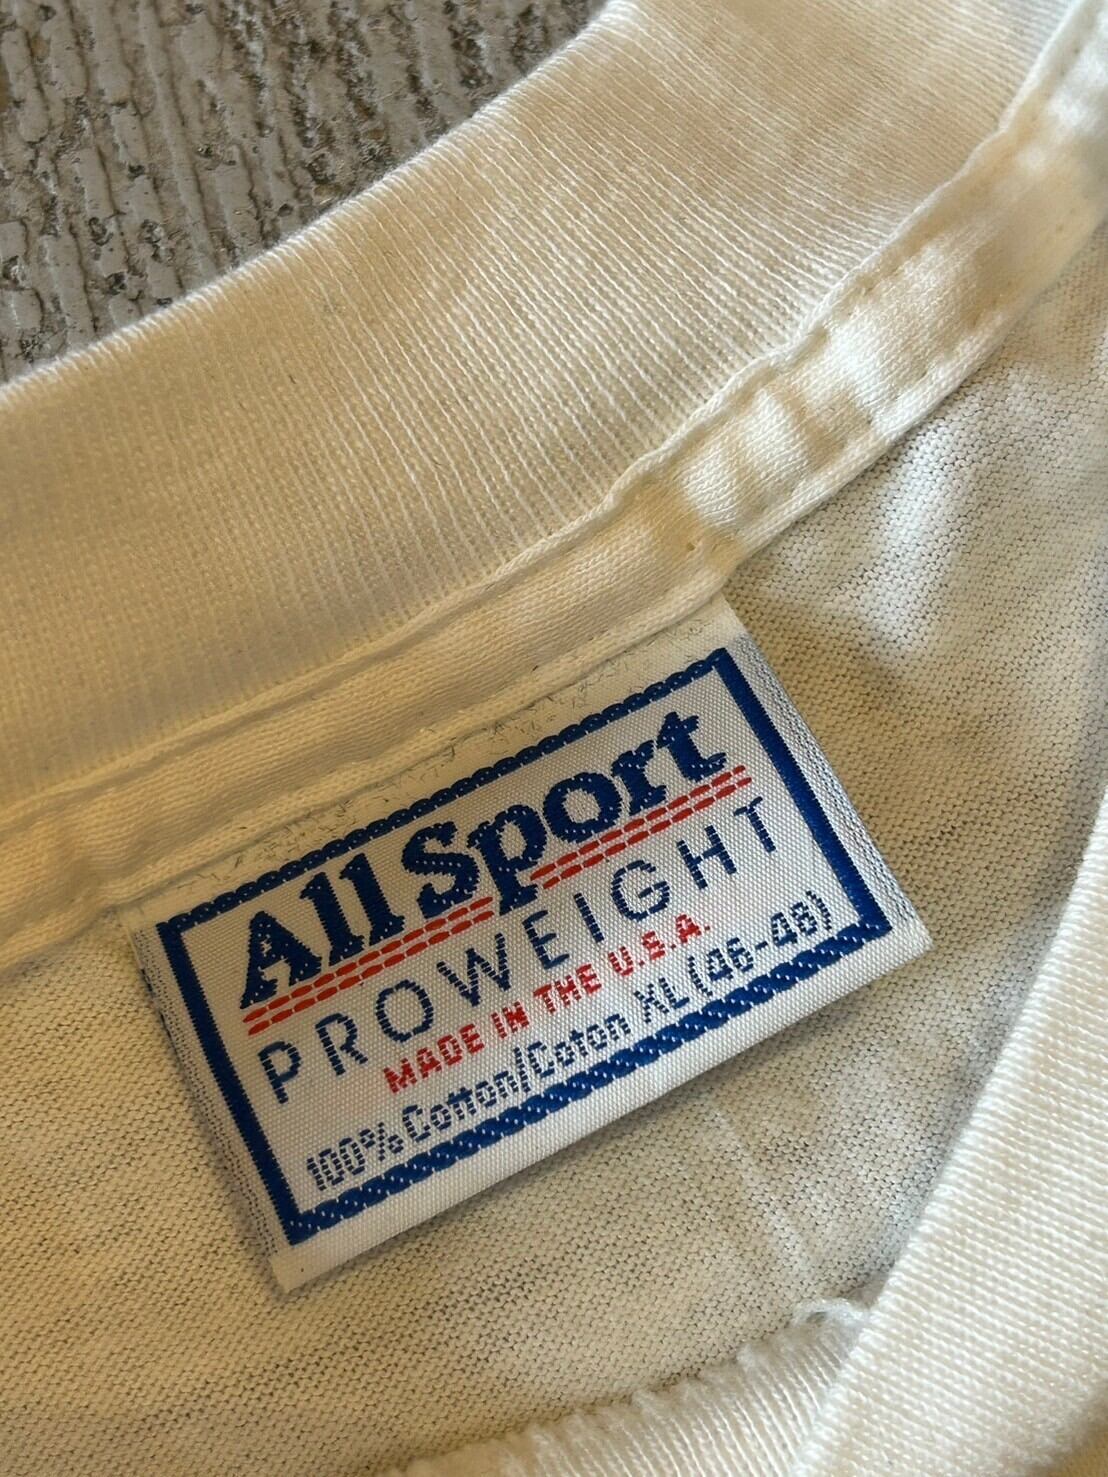 All Sport
PROWEIGHT
MADE IN THE U.S.A.
100% Cotton/Coton XL (46-48)